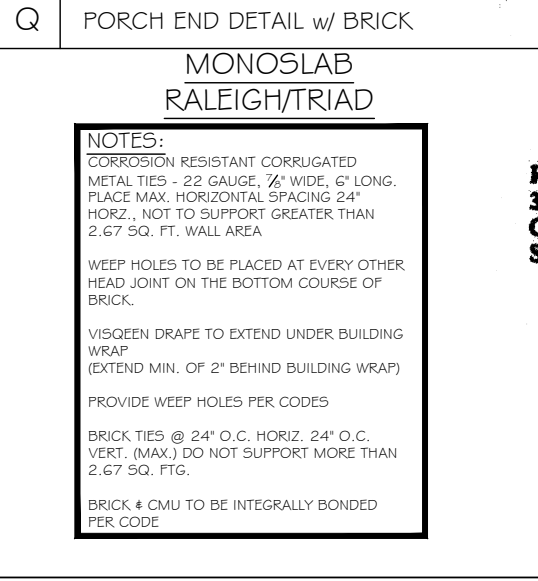 Q PORCH END DETAIL w/ BRICK
MONOSLAB
RALEIGH/TRIAD
NOTES:
CORROSION RESISTANT CORRUGATED
METAL TIES - 22 GAUGE, 7/8" WIDE, 6" LONG.
PLACE MAX. HORIZONTAL SPACING 24"
HORZ., NOT TO SUPPORT GREATER THAN
2.67 SQ. FT. WALL AREA
WEEP HOLES TO BE PLACED AT EVERY OTHER
HEAD JOINT ON THE BOTTOM COURSE OF
BRICK.
VISQEEN DRAPE TO EXTEND UNDER BUILDING
WRAP
(EXTEND MIN. OF 2" BEHIND BUILDING WRAP)
PROVIDE WEEP HOLES PER CODES
BRICK TIES @ 24" O.C. HORIZ. 24" O.C.
VERT. (MAX.) DO NOT SUPPORT MORE THAN
2.67 SQ. FTG.
BRICK & CMU TO BE INTEGRALLY BONDED
PER CODE